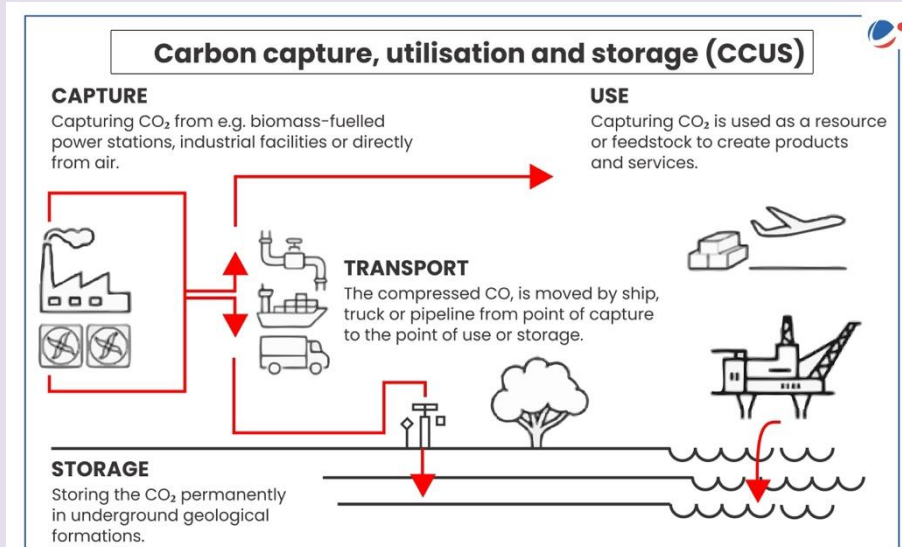 Carbon capture, utilisation and storage (CCUS)
CAPTURE
Capturing CO₂ from e.g. biomass-fuelled
power stations, industrial facilities or directly
from air.
USE
Capturing CO₂ is used as a resource
or feedstock to create products
and services.
TRANSPORT
The compressed CO, is moved by ship,
truck or pipeline from point of capture
to the point of use or storage.
STORAGE
Storing the CO₂ permanently
in underground geological
formations.